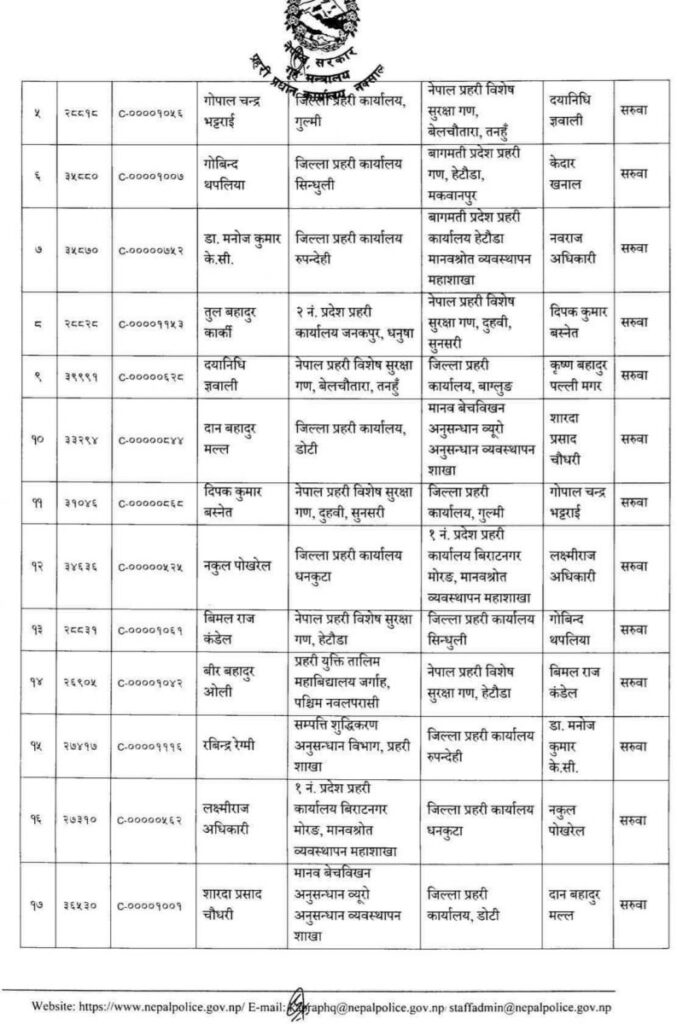 नेपाल सरकार
गृह मन्त्रालय
प्रहरी प्रधान कार्यालय, नक्साल
५ २८८१८ C-००००१०५६ गोपाल चन्द्र भट्टराई जिल्ला प्रहरी कार्यालय, गुल्मी नेपाल प्रहरी विशेष सुरक्षा गण, बेलचौतारा, तनहुँ दयानिधि ज्ञवाली सरुवा
६ ३५८८० C-००००१००७ गोबिन्द थपलिया जिल्ला प्रहरी कार्यालय सिन्धुली बागमती प्रदेश प्रहरी गण, हेटौडा, मकवानपुर केदार खनाल सरुवा
७ ३५८७० C-०००००७५२ डा. मनोज कुमार के.सी. जिल्ला प्रहरी कार्यालय रुपन्देही बागमती प्रदेश प्रहरी कार्यालय हेटौडा मानवश्रोत व्यवस्थापन महाशाखा नवराज अधिकारी सरुवा
८ २८८२८ C-००००११५३ तुल बहादुर कार्की २ नं. प्रदेश प्रहरी कार्यालय जनकपुर, धनुषा नेपाल प्रहरी विशेष सुरक्षा गण, दुहवी, सुनसरी दिपक कुमार बस्नेत सरुवा
९ ३९९९१ C-०००००६२८ दयानिधि ज्ञवाली नेपाल प्रहरी विशेष सुरक्षा गण, बेलचौतारा, तनहुँ जिल्ला प्रहरी कार्यालय, बाग्लुङ कृष्ण बहादुर पल्ली मगर सरुवा
१० ३३२९४ C-०००००८४४ दान बहादुर मल्ल जिल्ला प्रहरी कार्यालय, डोटी मानव बेचविखन अनुसन्धान व्यूरो अनुसन्धान व्यवस्थापन शाखा शारदा प्रसाद चौधरी सरुवा
११ ३१०४६ C-०००००८६८ दिपक कुमार बस्नेत नेपाल प्रहरी विशेष सुरक्षा गण, दुहवी, सुनसरी जिल्ला प्रहरी कार्यालय, गुल्मी गोपाल चन्द्र भट्टराई सरुवा
१२ ३४६३६ C-०००००५२५ नकुल पोखरेल जिल्ला प्रहरी कार्यालय धनकुटा १ नं. प्रदेश प्रहरी कार्यालय बिराटनगर मोरङ, मानवश्रोत व्यवस्थापन महाशाखा लक्ष्मीराज अधिकारी सरुवा
१३ २८८३१ C-००००१०६१ बिमल राज कंडेल नेपाल प्रहरी विशेष सुरक्षा गण, हेटौडा जिल्ला प्रहरी कार्यालय सिन्धुली गोबिन्द थपलिया सरुवा
१४ २६९०५ C-००००१०४२ बीर बहादुर ओली प्रहरी युक्ति तालिम महाबिद्यालय जर्गाह, पश्चिम नवलपरासी नेपाल प्रहरी विशेष सुरक्षा गण, हेटौडा बिमल राज कंडेल सरुवा
१५ २७४१७ C-००००१११६ रबिन्द्र रेग्मी सम्पत्ति शुद्धिकरण अनुसन्धान विभाग, प्रहरी शाखा जिल्ला प्रहरी कार्यालय रुपन्देही डा. मनोज कुमार के.सी. सरुवा
१६ २७३१० C-०००००५६२ लक्ष्मीराज अधिकारी १ नं. प्रदेश प्रहरी कार्यालय बिराटनगर मोरङ, मानवश्रोत व्यवस्थापन महाशाखा जिल्ला प्रहरी कार्यालय धनकुटा नकुल पोखरेल सरुवा
१७ ३६५३० C-००००१००१ शारदा प्रसाद चौधरी मानव बेचविखन अनुसन्धान व्यूरो अनुसन्धान व्यवस्थापन शाखा जिल्ला प्रहरी कार्यालय, डोटी दान बहादुर मल्ल सरुवा
Website: https://www.nepalpolice.gov.np/ E-mail: staffadmin@nepalpolice.gov.np